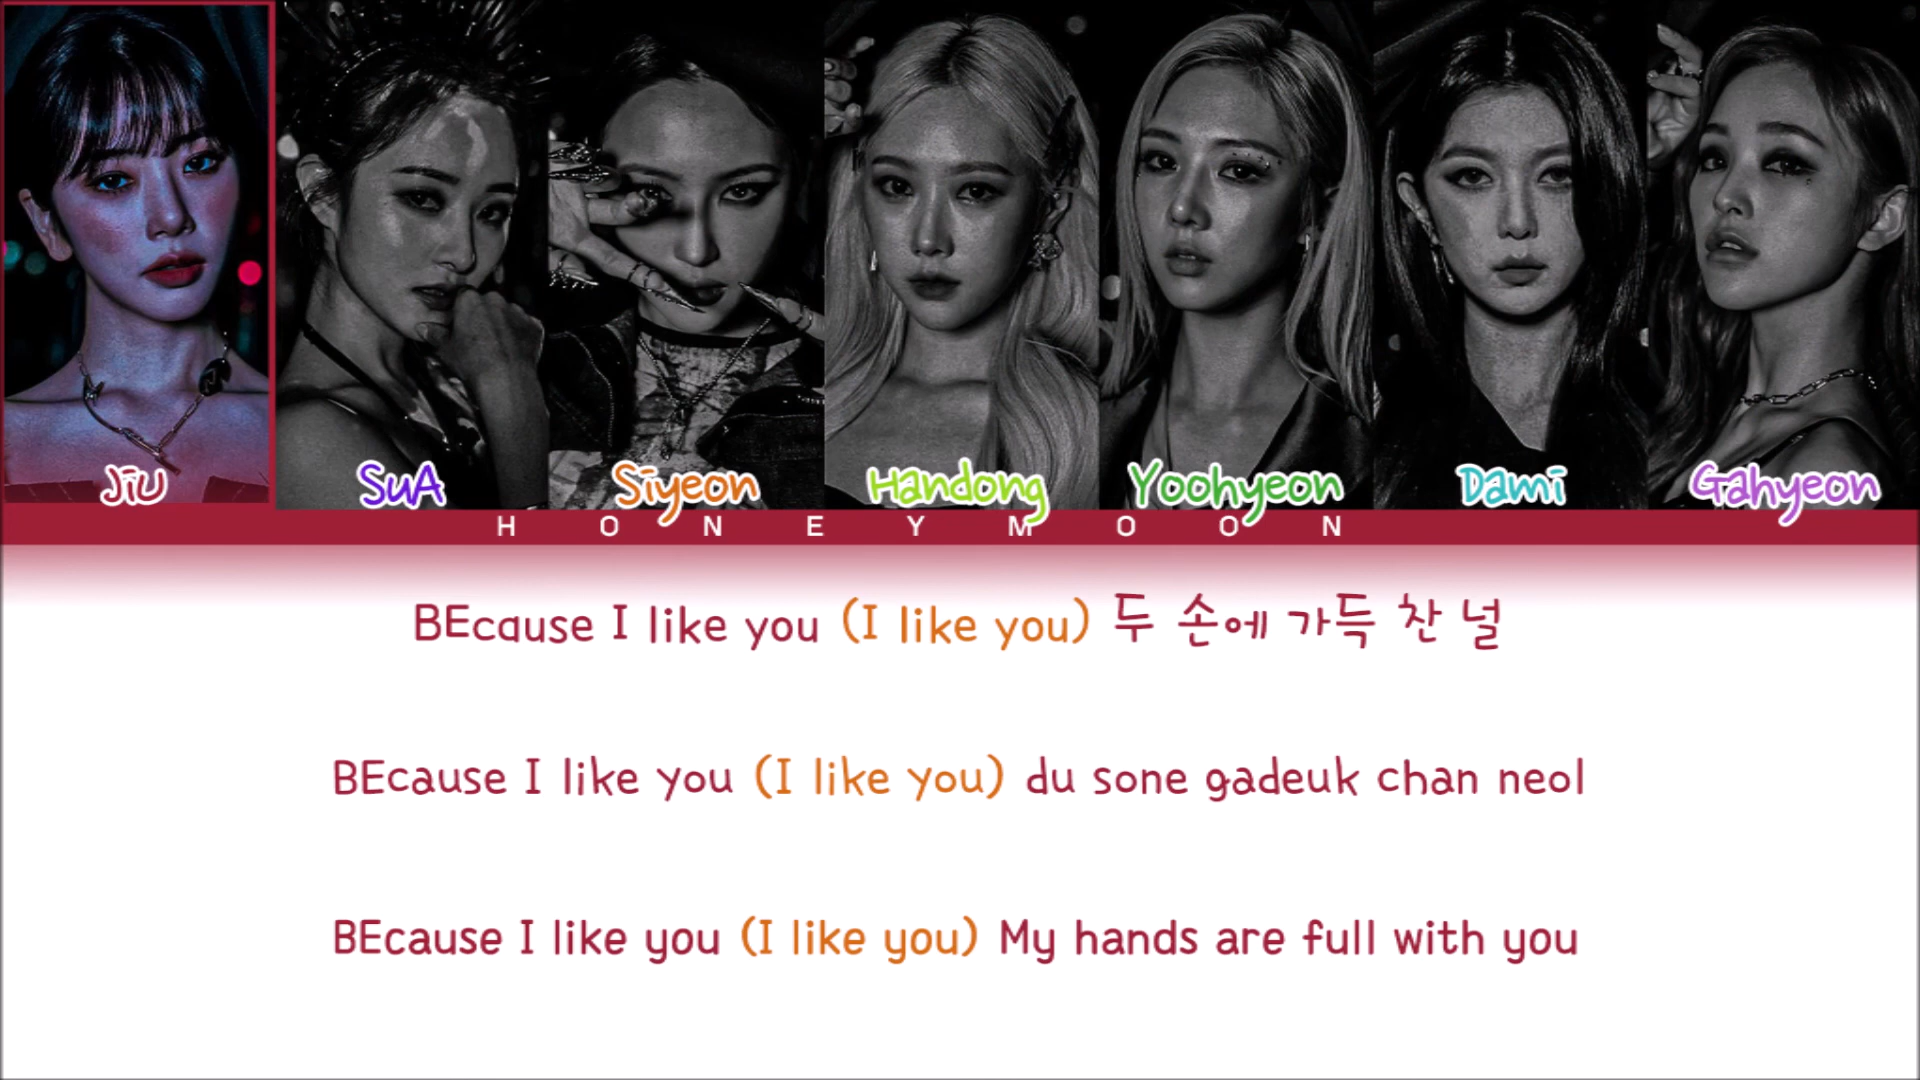 JiU SuA Siyeon Handong Yoohyeon Dami Gahyeon
HONEYMOON
BEcause I like you (I like you) 두 손에 가득 찬 널
BEcause I like you (I like you) du sone gadeuk chan neol
BEcause I like you (I like you) My hands are full with you